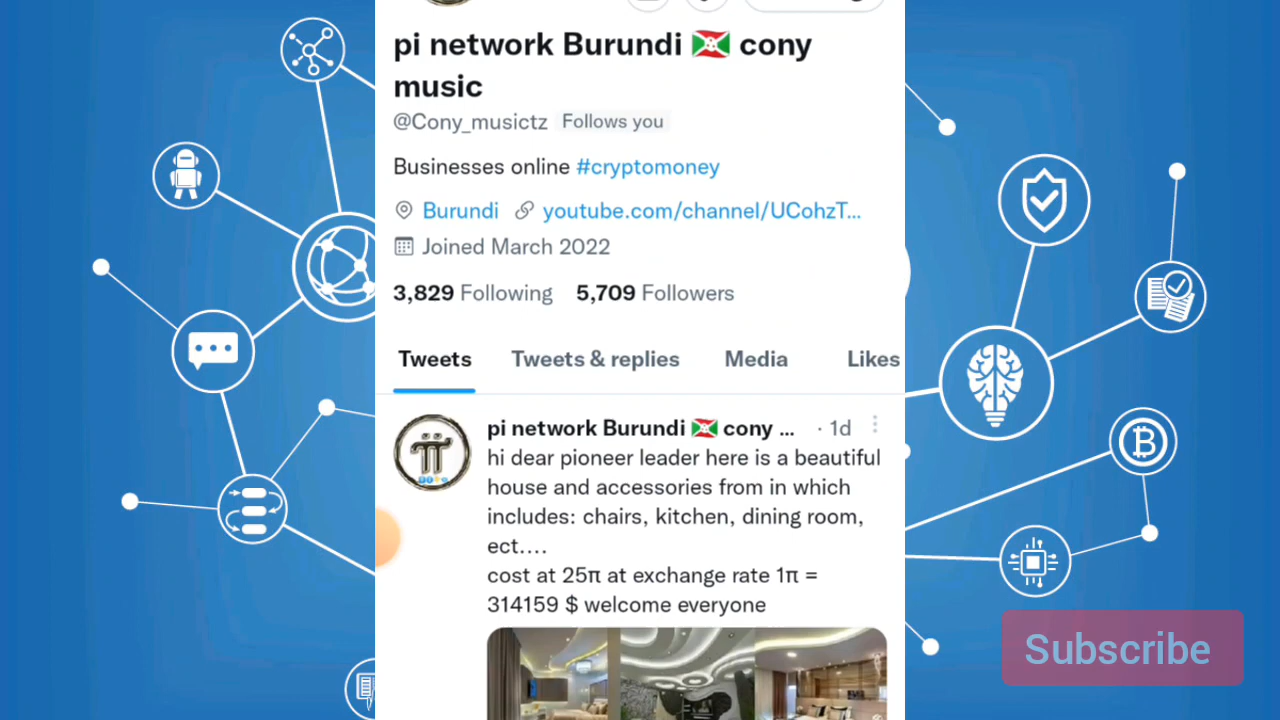 pi network Burundi 🇧🇮 cony
music
@Cony_musictz Follows you
Businesses online #cryptomoney
Burundi youtube.com/channel/UCohzT...
Joined March 2022
3,829 Following 5,709 Followers
Tweets Tweets & replies Media Likes
pi network Burundi 🇧🇮 cony ... · 1d
hi dear pioneer leader here is a beautiful
house and accessories from in which
includes: chairs, kitchen, dining room,
ect....
cost at 25π at exchange rate 1π =
314159 $ welcome everyone
Subscribe